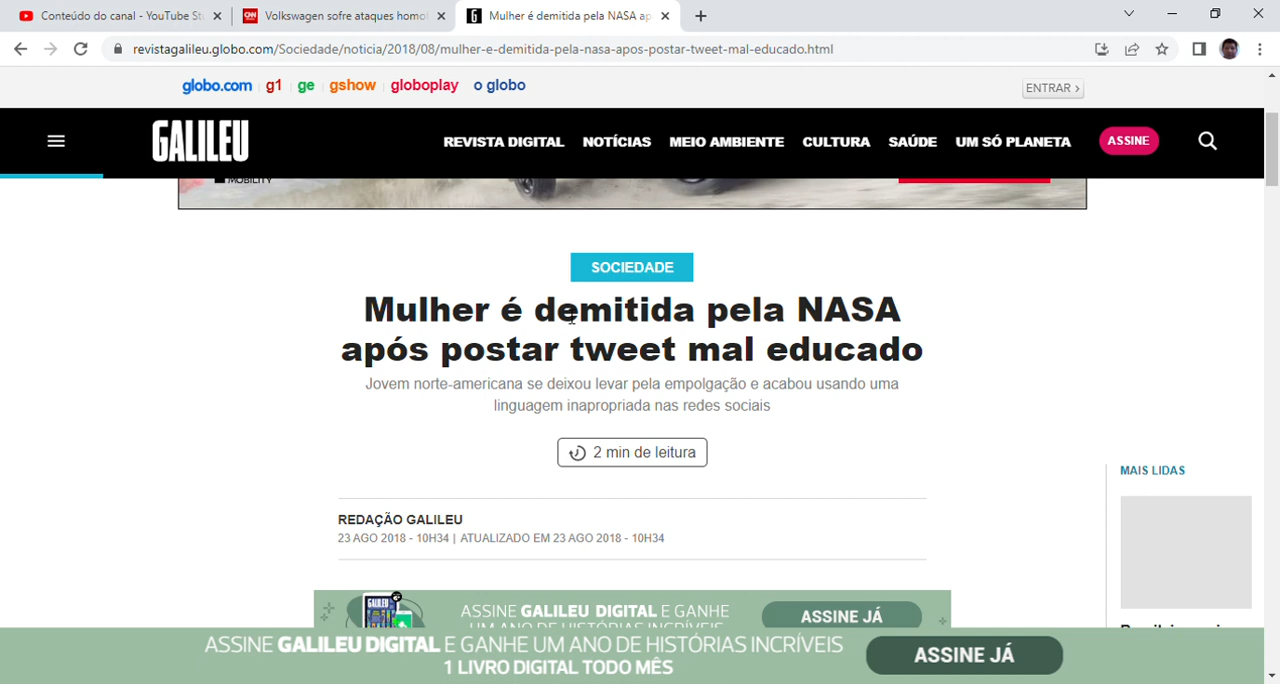 Conteúdo do canal - YouTube St
Volkswagen sofre ataques homof
Mulher é demitida pela NASA ap
revistagalileu.globo.com/Sociedade/noticia/2018/08/mulher-e-demitida-pela-nasa-apos-postar-tweet-mal-educado.html
globo.com g1 ge gshow globoplay o globo
ENTRAR ›
GALILEU
REVISTA DIGITAL NOTÍCIAS MEIO AMBIENTE CULTURA SAÚDE UM SÓ PLANETA
ASSINE
MOBILITY
SOCIEDADE
Mulher é demitida pela NASA
após postar tweet mal educado
Jovem norte-americana se deixou levar pela empolgação e acabou usando uma
linguagem inapropriada nas redes sociais
2 min de leitura
MAIS LIDAS
REDAÇÃO GALILEU
23 AGO 2018 - 10H34 | ATUALIZADO EM 23 AGO 2018 - 10H34
ASSINE GALILEU DIGITAL E GANHE
UM ANO DE HISTÓRIAS INCRÍVEIS
ASSINE JÁ
ASSINE GALILEU DIGITAL E GANHE UM ANO DE HISTÓRIAS INCRÍVEIS
1 LIVRO DIGITAL TODO MÊS
ASSINE JÁ